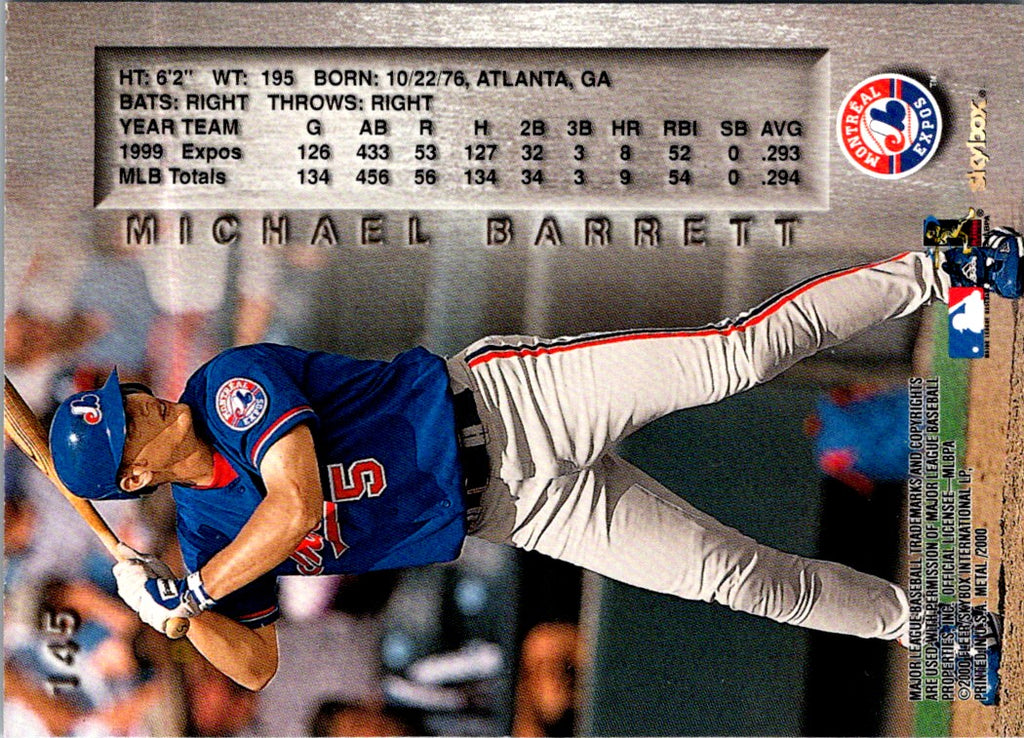 HT: 6'2" WT: 195 BORN: 10/22/76, ATLANTA, GA
BATS: RIGHT THROWS: RIGHT
YEAR TEAM G AB R H 2B 3B HR RBI SB AVG
1999 Expos 126 433 53 127 32 3 8 52 0 .293
MLB Totals 134 456 56 134 34 3 9 54 0 .294
MICHAEL BARRETT
MONTRÉAL
EXPOS
TM
skybox®
MONTREAL
EXPOS
5
145
MAJOR LEAGUE BASEBALL TRADEMARKS AND COPYRIGHTS
ARE USED WITH PERMISSION OF MAJOR LEAGUE BASEBALL
PROPERTIES, INC. OFFICIAL LICENSEE—MLBPA
©2000 FLEER/SKYBOX INTERNATIONAL LP,
PRINTED IN U.S.A. METAL /2000